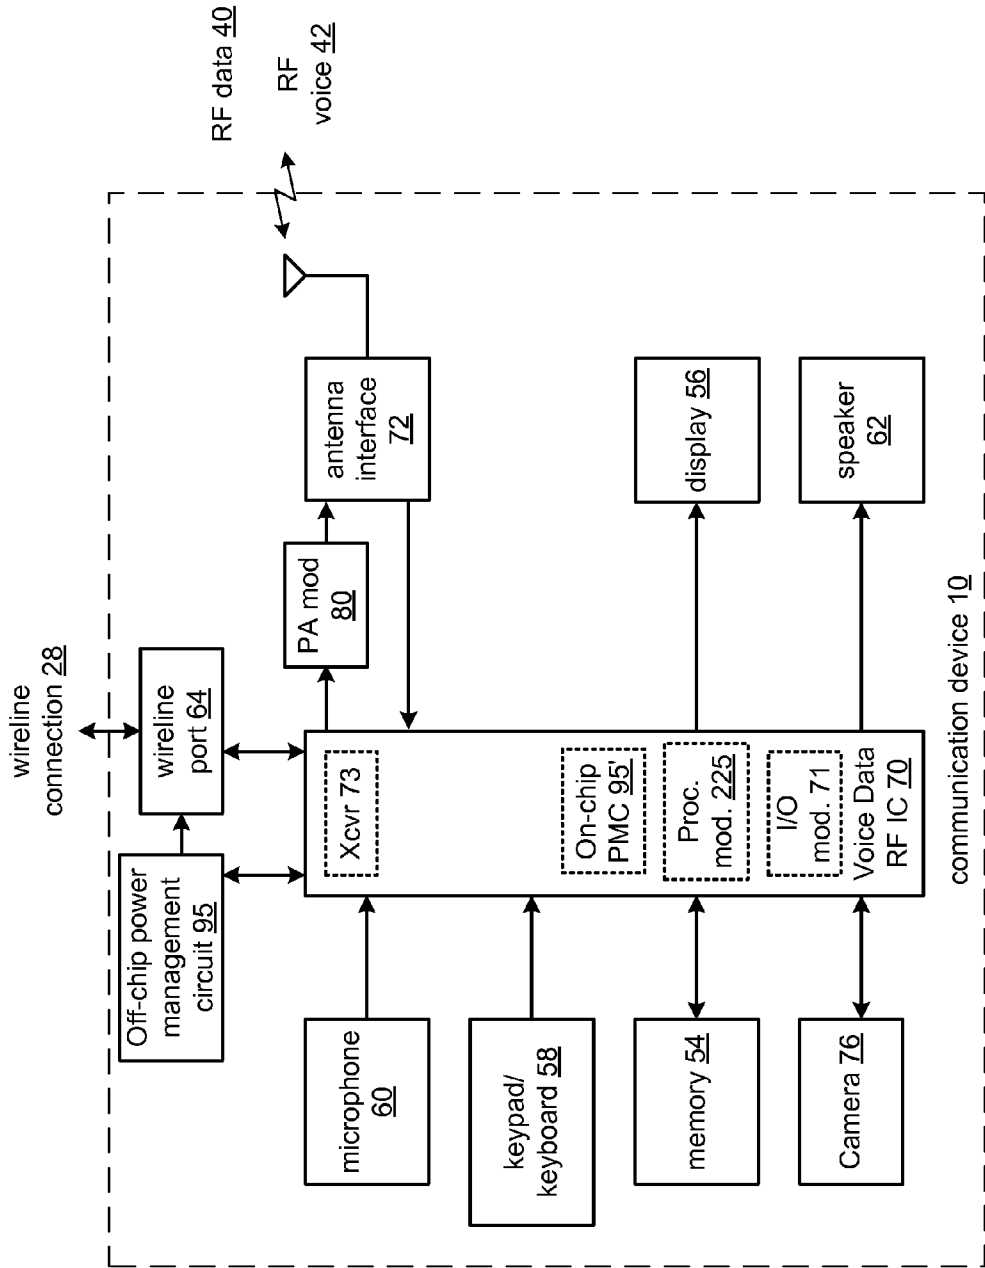 RF data 40
RF
voice 42
wireline
connection 28
wireline
port 64
Off-chip power
management
circuit 95
antenna
interface
72
PA mod
80
Xcvr 73
On-chip
PMC 95'
Proc.
mod. 225
I/O
mod. 71
Voice Data
RF IC 70
microphone
60
keypad/
keyboard 58
memory 54
Camera 76
display 56
speaker
62
communication device 10